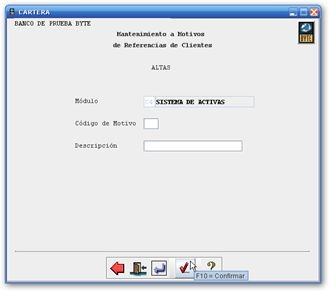 CARTERA
BANCO DE PRUEBA BYTE
Mantenimiento a Motivos
de Referencias de Clientes
BYTE
ALTAS
Módulo
SISTEMA DE ACTIVAS
Código de Motivo
Descripción
?
F10 = Confirmar